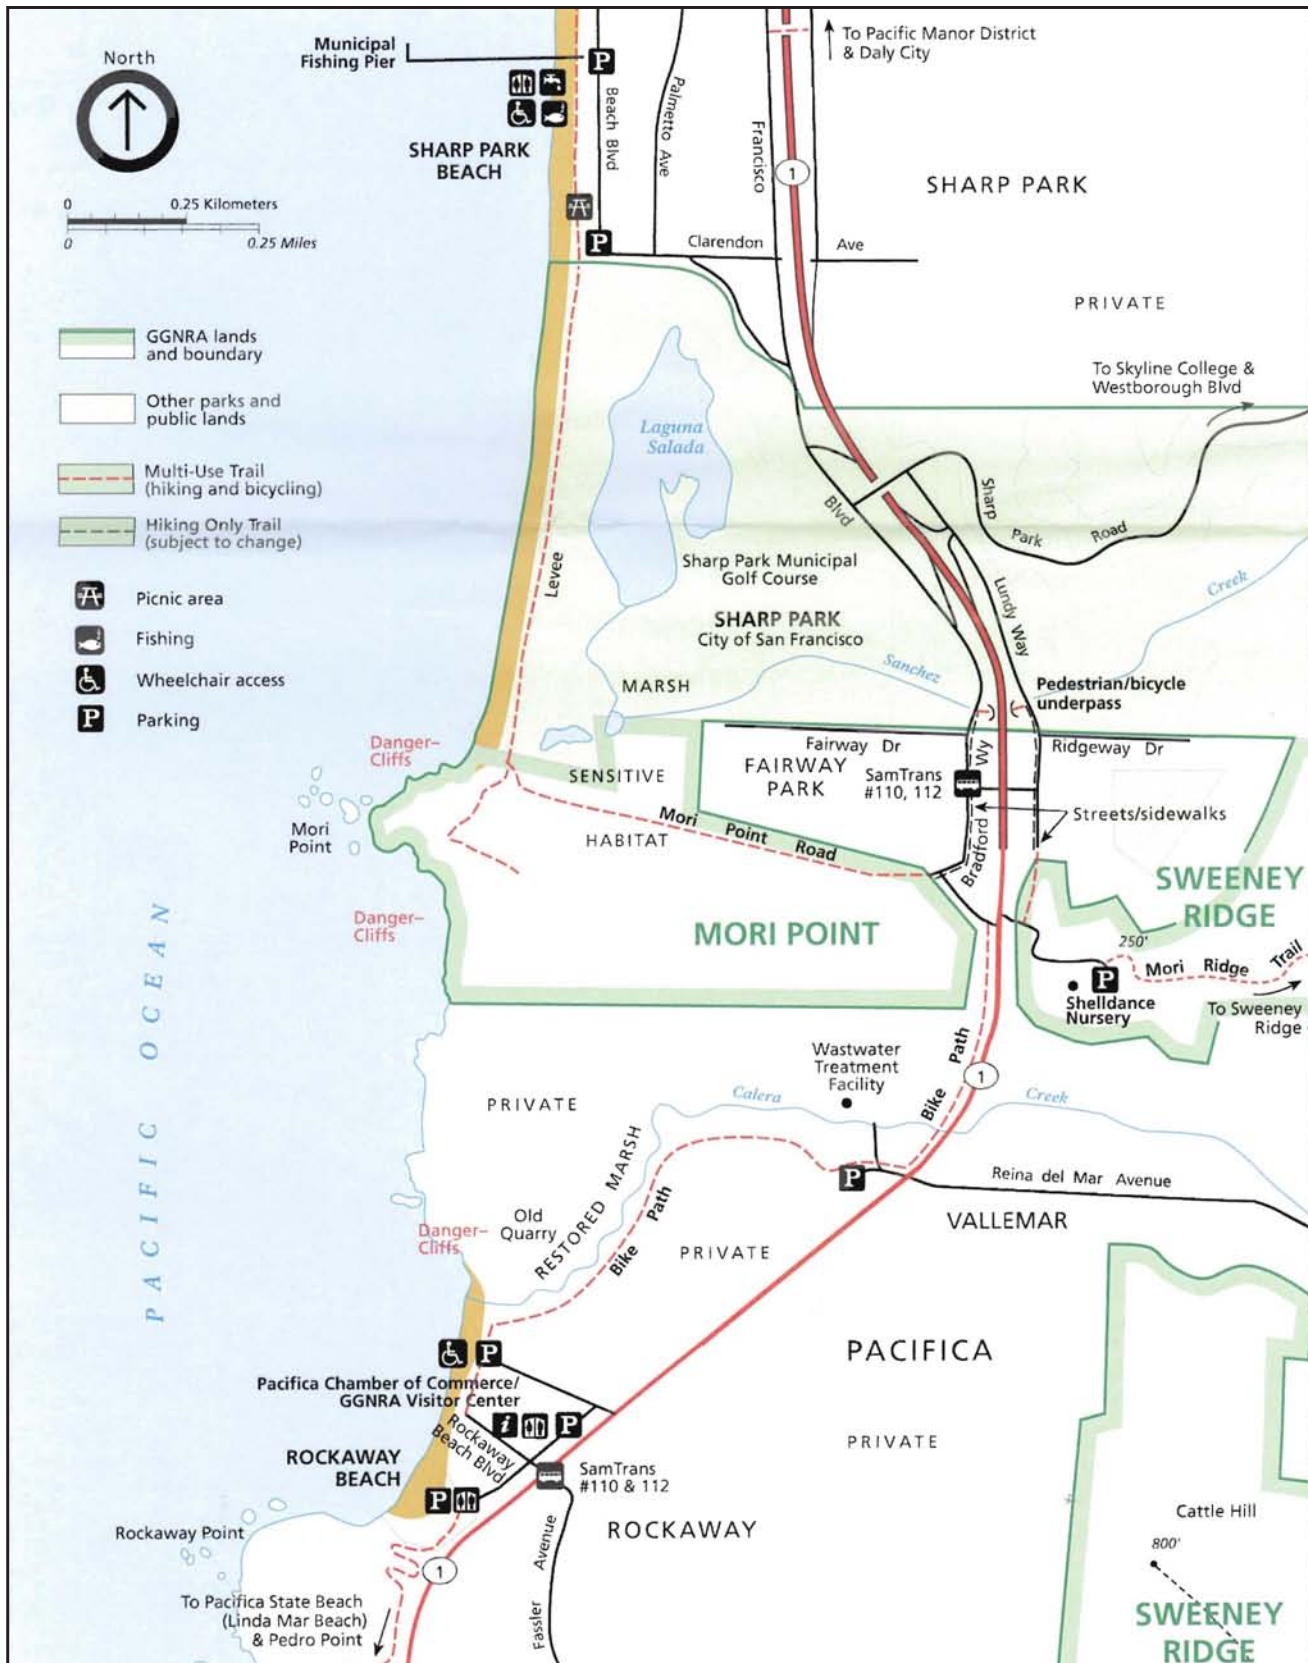 North
0
0.25 Kilometers
0
0.25 Miles
GGNRA lands
and boundary
Other parks and
public lands
Multi-Use Trail
(hiking and bicycling)
Hiking Only Trail
(subject to change)
Picnic area
Fishing
Wheelchair access
P
Parking
Municipal
Fishing Pier
P
SHARP PARK
BEACH
Beach Blvd
Palmetto Ave
Francisco
1
To Pacific Manor District
& Daly City
SHARP PARK
P
Clarendon
Ave
PRIVATE
To Skyline College &
Westborough Blvd
Laguna
Salada
Blvd
Sharp
Park
Road
Levee
Sharp Park Municipal
Golf Course
Lundy Way
Creek
SHARP PARK
City of San Francisco
Sanchez
MARSH
Pedestrian/bicycle
underpass
Danger–
Cliffs
Fairway Dr
Wy
Ridgeway Dr
SENSITIVE
FAIRWAY
PARK
SamTrans
#110, 112
Mori
Point
HABITAT
Mori Point Road
Bradford
Streets/sidewalks
Danger–
Cliffs
MORI POINT
SWEENEY
RIDGE
250'
Mori Ridge Trail
P
Shelldance
Nursery
To Sweeney
Ridge
PACIFIC OCEAN
Wastwater
Treatment
Facility
Bike Path
1
PRIVATE
Calera
Creek
RESTORED MARSH
P
Reina del Mar Avenue
Old
Quarry
Bike Path
PRIVATE
VALLEMAR
Danger–
Cliffs
P
PACIFICA
Pacifica Chamber of Commerce/
GGNRA Visitor Center
i
P
Rockaway
Beach Blvd
PRIVATE
ROCKAWAY
BEACH
SamTrans
#110 & 112
P
Cattle Hill
Rockaway Point
ROCKAWAY
800'
1
Fassler Avenue
To Pacifica State Beach
(Linda Mar Beach)
& Pedro Point
SWEENEY
RIDGE